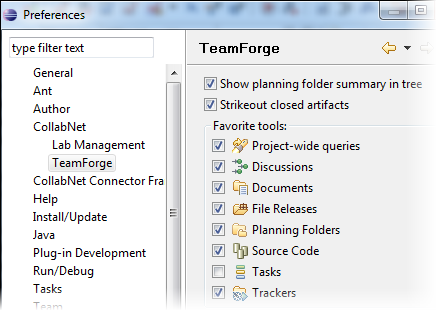 Preferences
type filter text
General
Ant
Author
CollabNet
Lab Management
TeamForge
CollabNet Connector Fra
Help
Install/Update
Java
Plug-in Development
Run/Debug
Tasks
Team
TeamForge
Show planning folder summary in tree
Strikeout closed artifacts
Favorite tools:
Project-wide queries
Discussions
Documents
File Releases
Planning Folders
Source Code
Tasks
Trackers